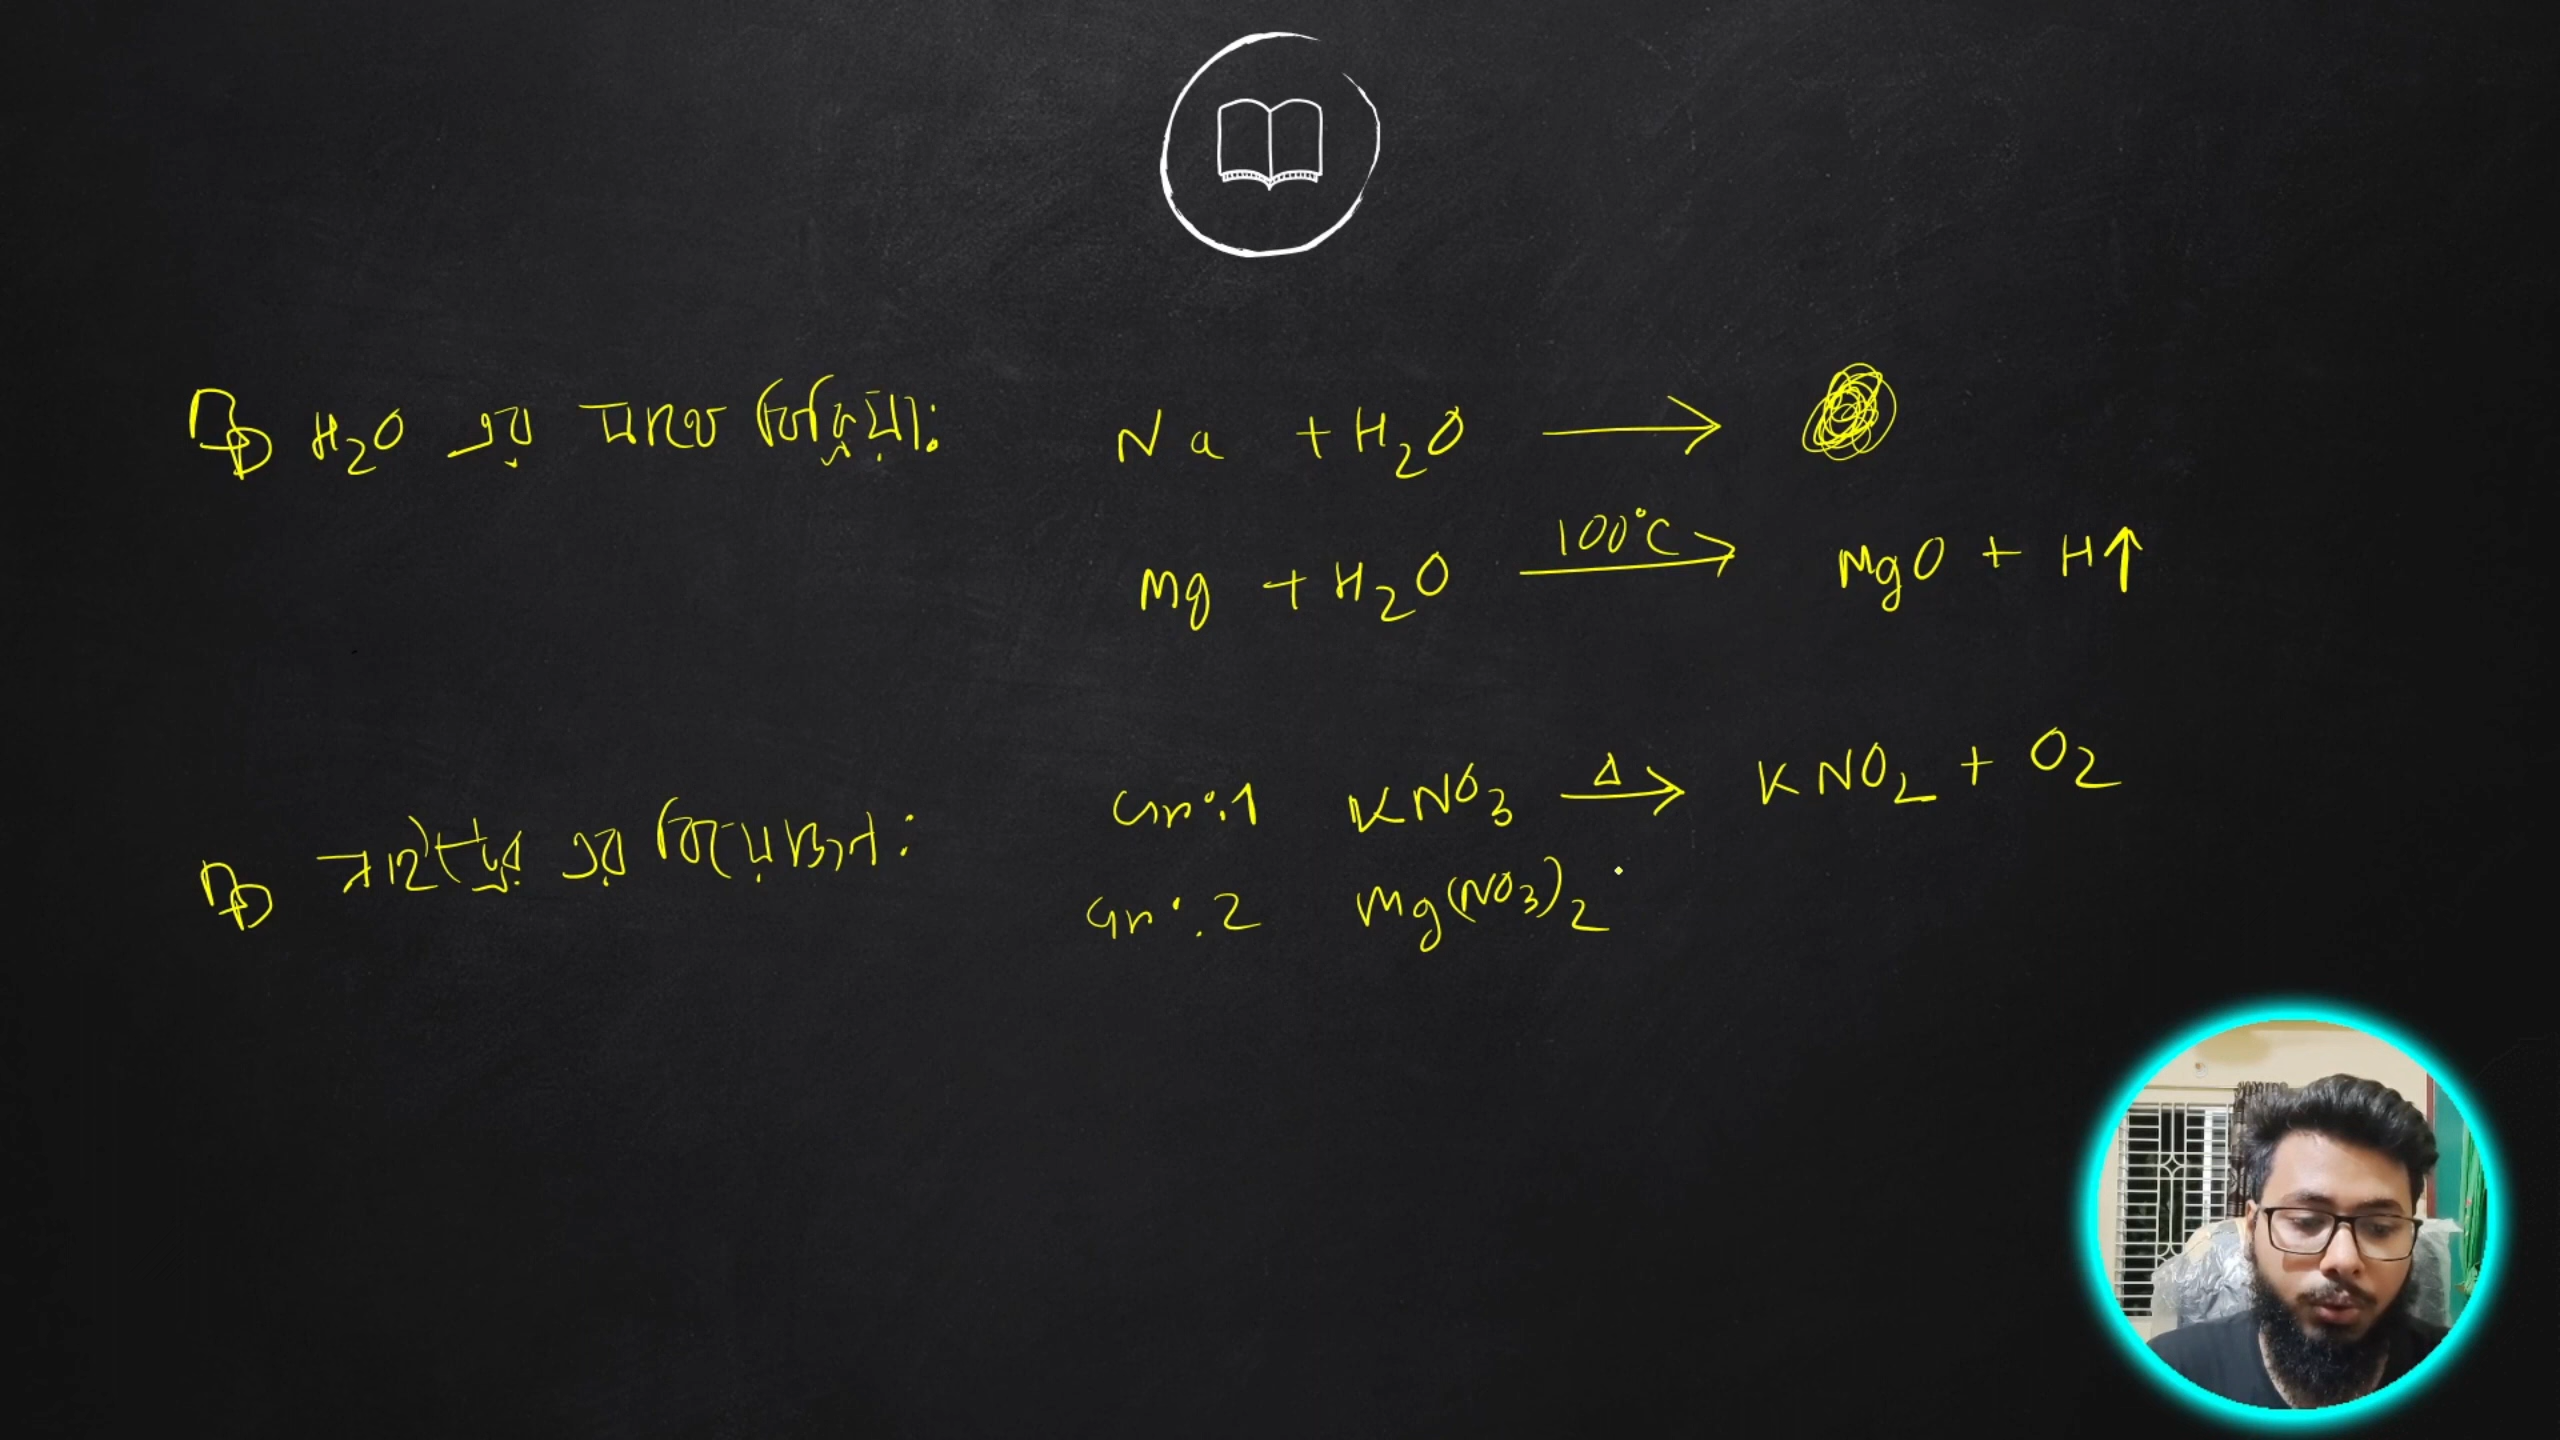 H₂O এর সাথে বিক্রিয়া: Na + H₂O →
Mg + H₂O 100°C → MgO + H↑
নাইট্রেট এর বিয়োজন: Gr:1 KNO₃ Δ → KNO₂ + O₂
Gr:2 Mg(NO₃)₂